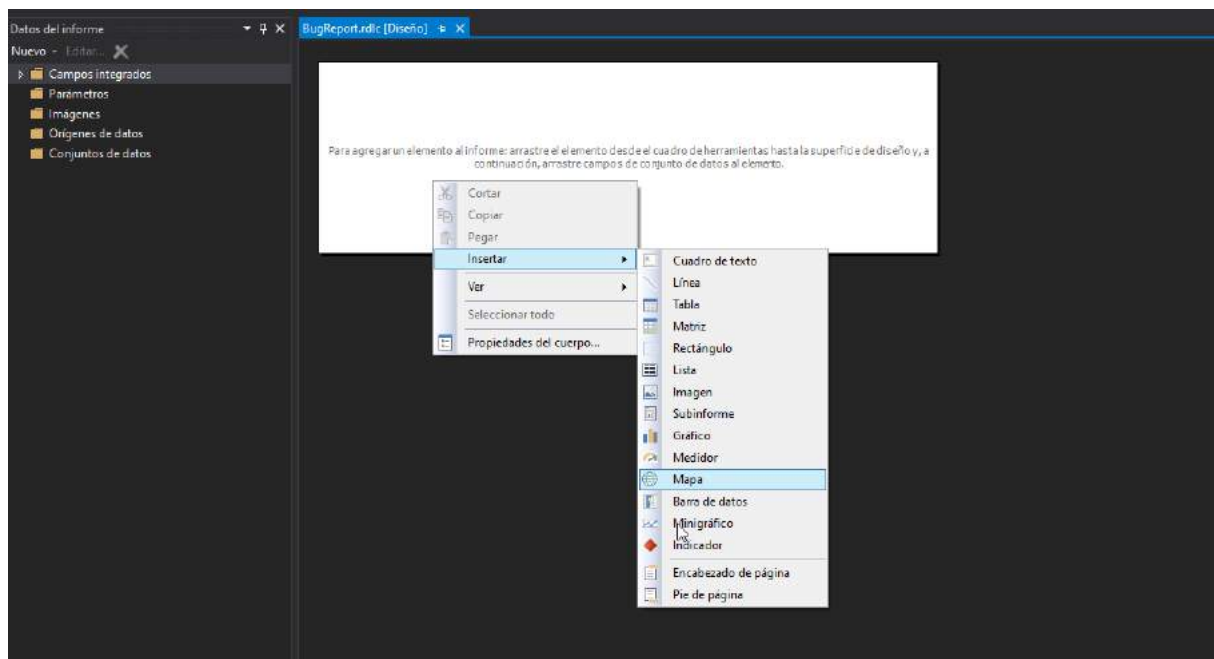 Datos del informe
BugReport.rdlc [Diseño]
Nuevo - Editar...
Campos integrados
Parámetros
Imágenes
Orígenes de datos
Conjuntos de datos
Para agregar un elemento al informe: arrastre el elemento desde el cuadro de herramientas hasta la superficie de diseño y, a
continuación, arrastre campos de conjunto de datos al elemento.
Cortar
Copiar
Pegar
Insertar
Ver
Seleccionar todo
Propiedades del cuerpo...
Cuadro de texto
Línea
Tabla
Matriz
Rectángulo
Lista
Imagen
Subinforme
Gráfico
Medidor
Mapa
Barra de datos
Minigráfico
Indicador
Encabezado de página
Pie de página